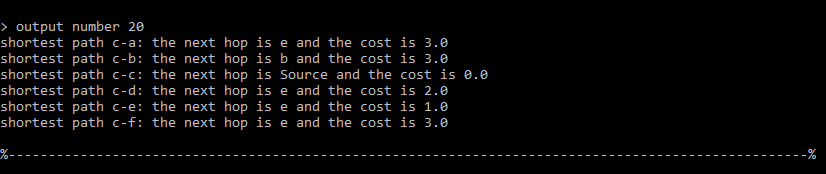 > output number 20
shortest path c-a: the next hop is e and the cost is 3.0
shortest path c-b: the next hop is b and the cost is 3.0
shortest path c-c: the next hop is Source and the cost is 0.0
shortest path c-d: the next hop is e and the cost is 2.0
shortest path c-e: the next hop is e and the cost is 1.0
shortest path c-f: the next hop is e and the cost is 3.0
%---------------------------------------------------------------------------------------------------%